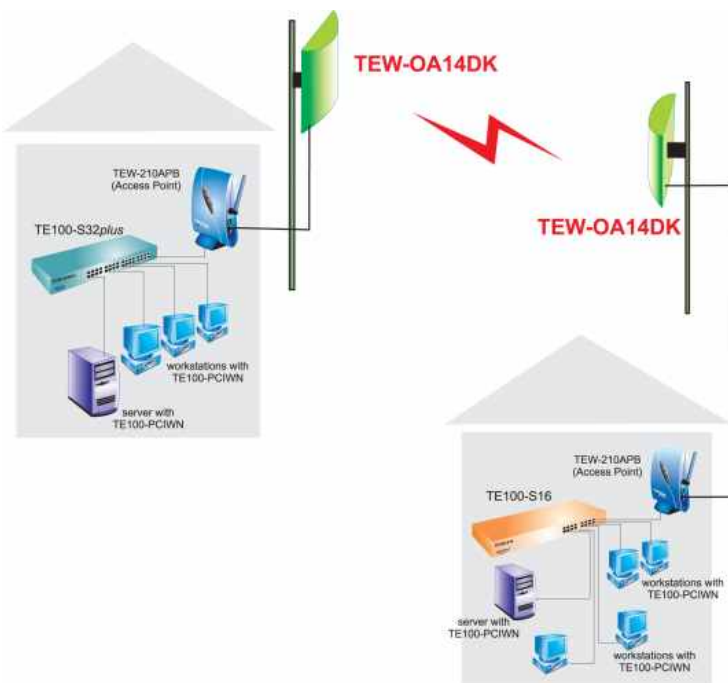 TEW-OA14DK
TEW-210APB
(Access Point)
TE100-S32plus
workstations with
TE100-PCIWN
server with
TE100-PCIWN
TEW-OA14DK
TEW-210APB
(Access Point)
TE100-S16
workstations with
TE100-PCIWN
server with
TE100-PCIWN
workstations with
TE100-PCIWN